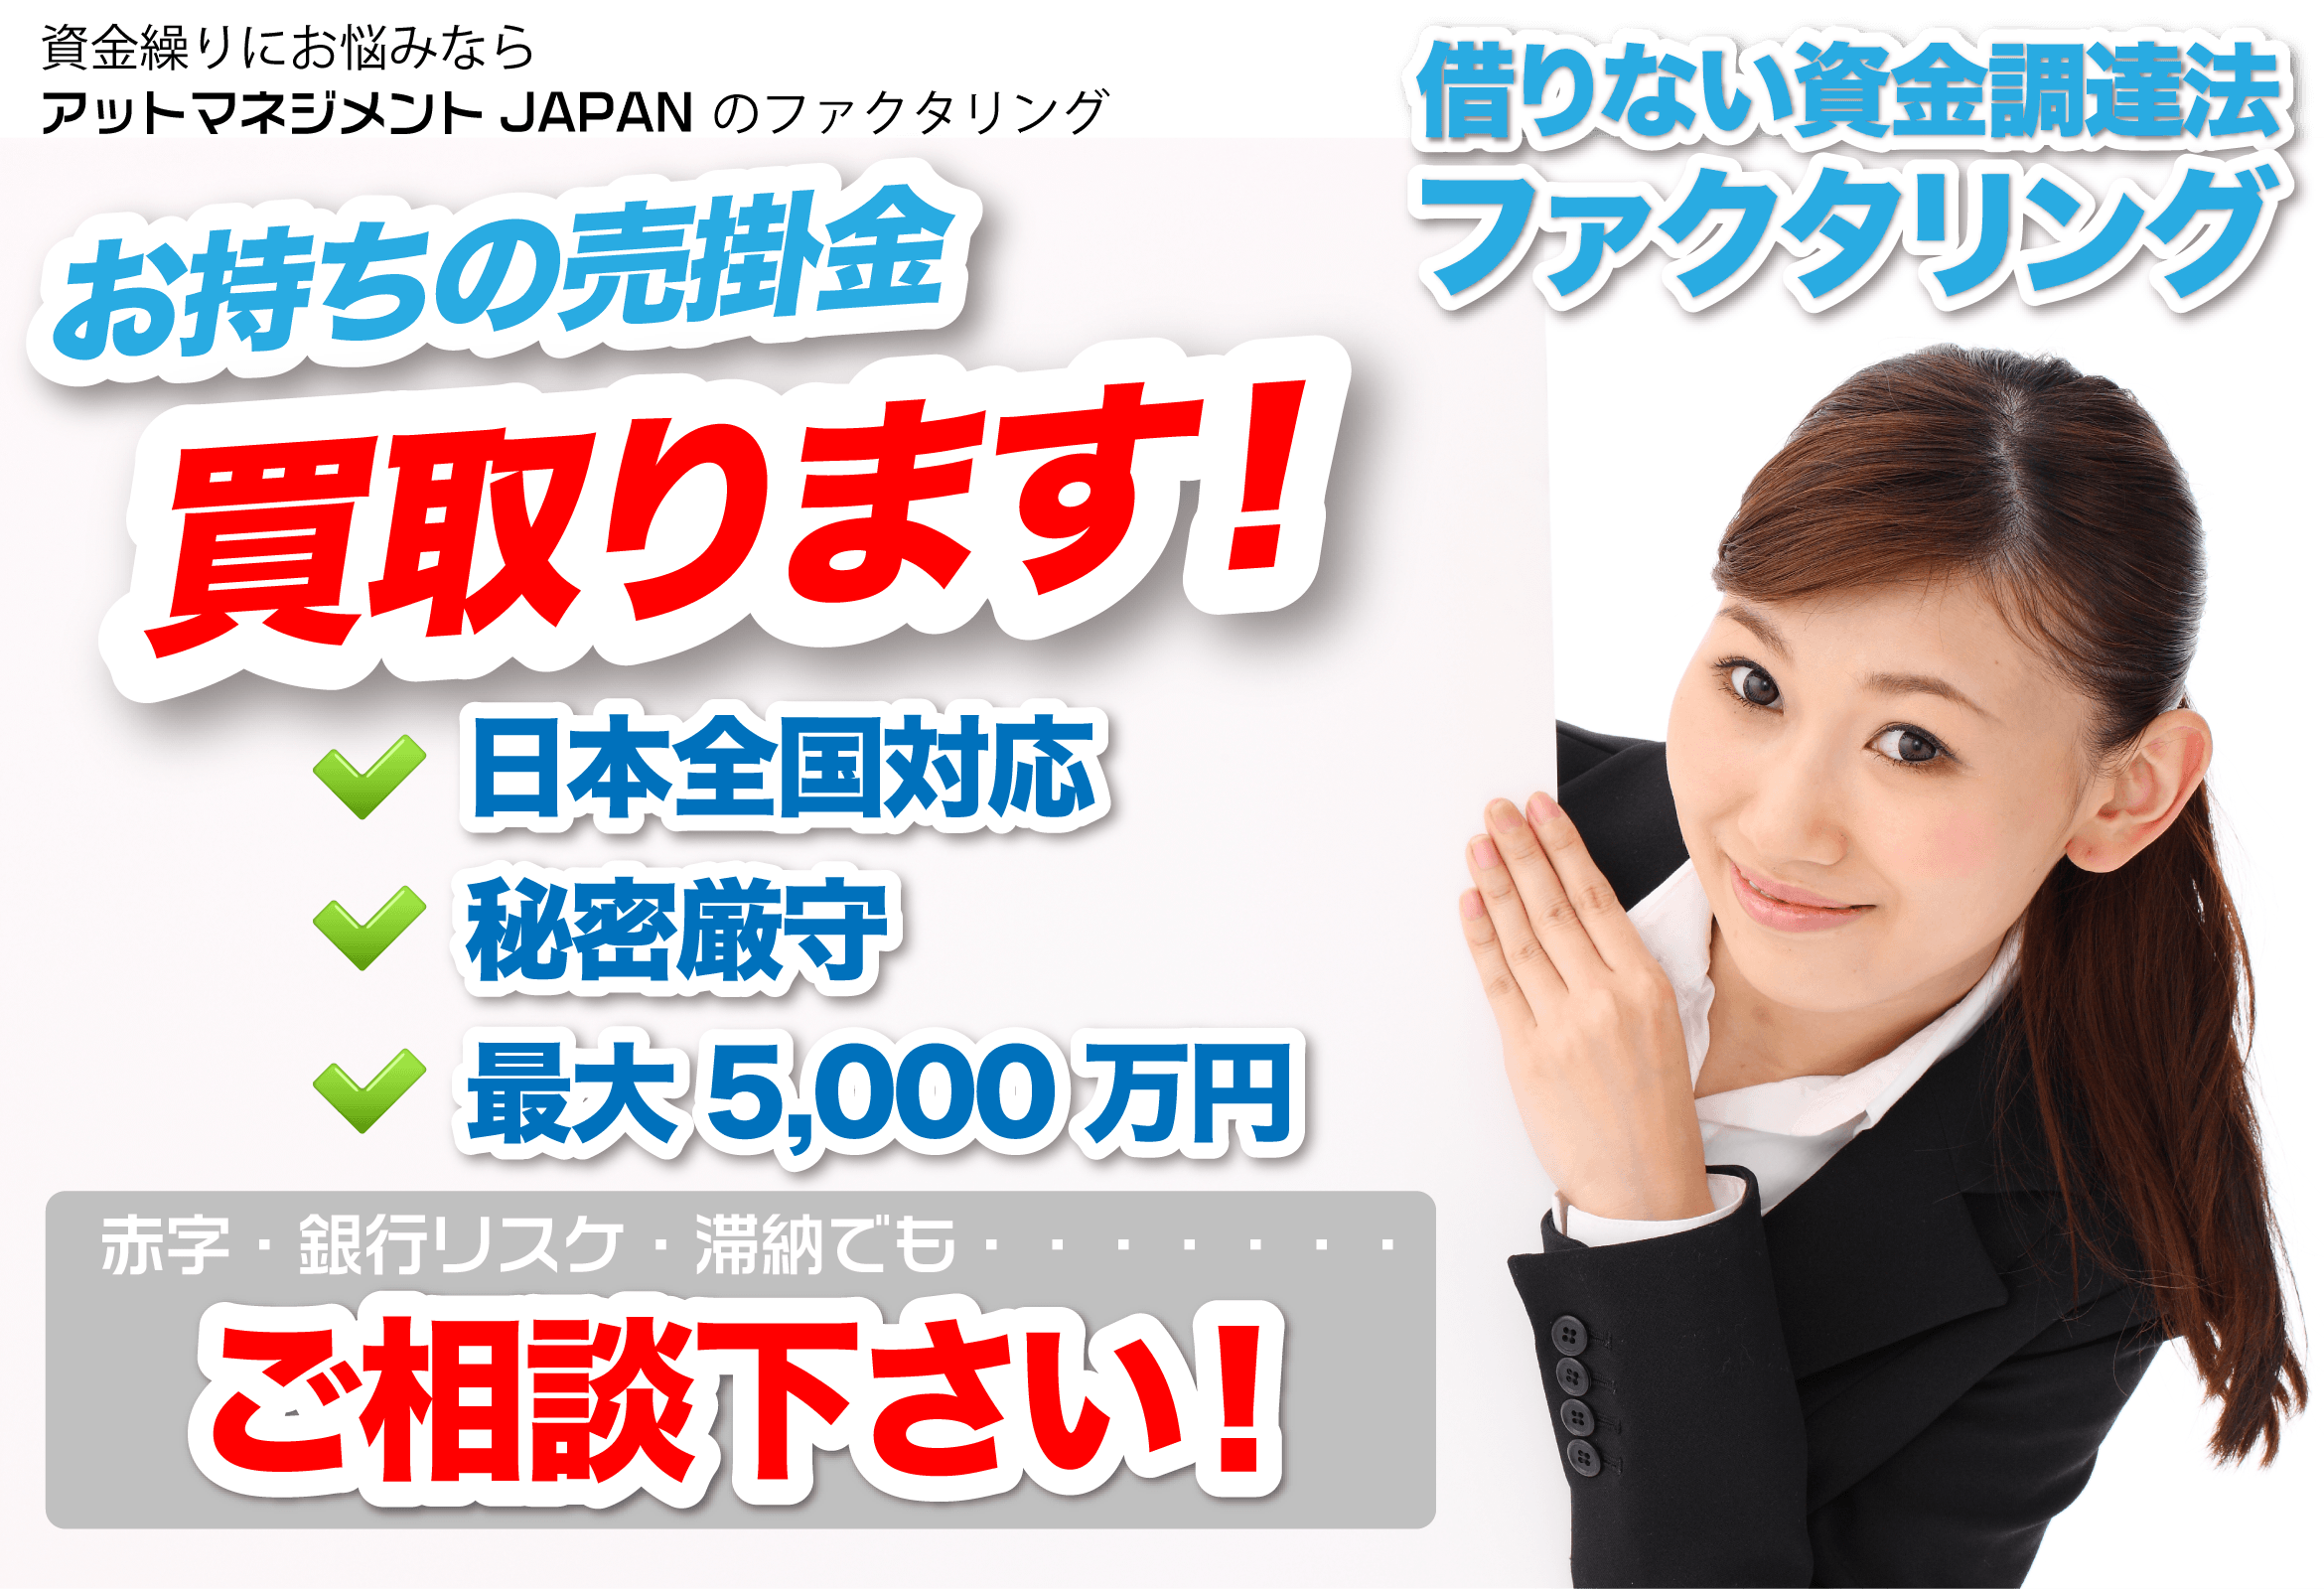 資金繰りにお悩みなら
アットマネジメント JAPAN のファクタリング
借りない資金調達法
ファクタリング
お持ちの売掛金
買取ります!
日本全国対応
秘密厳守
最大 5,000 万円
赤字・銀行リスケ・滞納でも・・・・・・・
ご相談下さい!